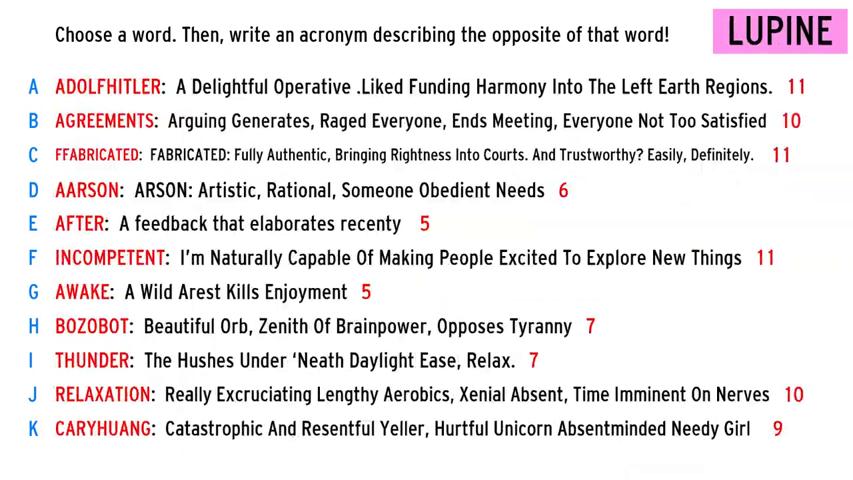 Choose a word. Then, write an acronym describing the opposite of that word!
LUPINE
A ADOLFHITLER: A Delightful Operative .Liked Funding Harmony Into The Left Earth Regions. 11
B AGREEMENTS: Arguing Generates, Raged Everyone, Ends Meeting, Everyone Not Too Satisfied 10
C FFABRICATED: FABRICATED: Fully Authentic, Bringing Rightness Into Courts. And Trustworthy? Easily, Definitely. 11
D AARSON: ARSON: Artistic, Rational, Someone Obedient Needs 6
E AFTER: A feedback that elaborates recenty 5
F INCOMPETENT: I'm Naturally Capable Of Making People Excited To Explore New Things 11
G AWAKE: A Wild Arest Kills Enjoyment 5
H BOZOBOT: Beautiful Orb, Zenith Of Brainpower, Opposes Tyranny 7
I THUNDER: The Hushes Under ‘Neath Daylight Ease, Relax. 7
J RELAXATION: Really Excruciating Lengthy Aerobics, Xenial Absent, Time Imminent On Nerves 10
K CARYHUANG: Catastrophic And Resentful Yeller, Hurtful Unicorn Absentminded Needy Girl 9